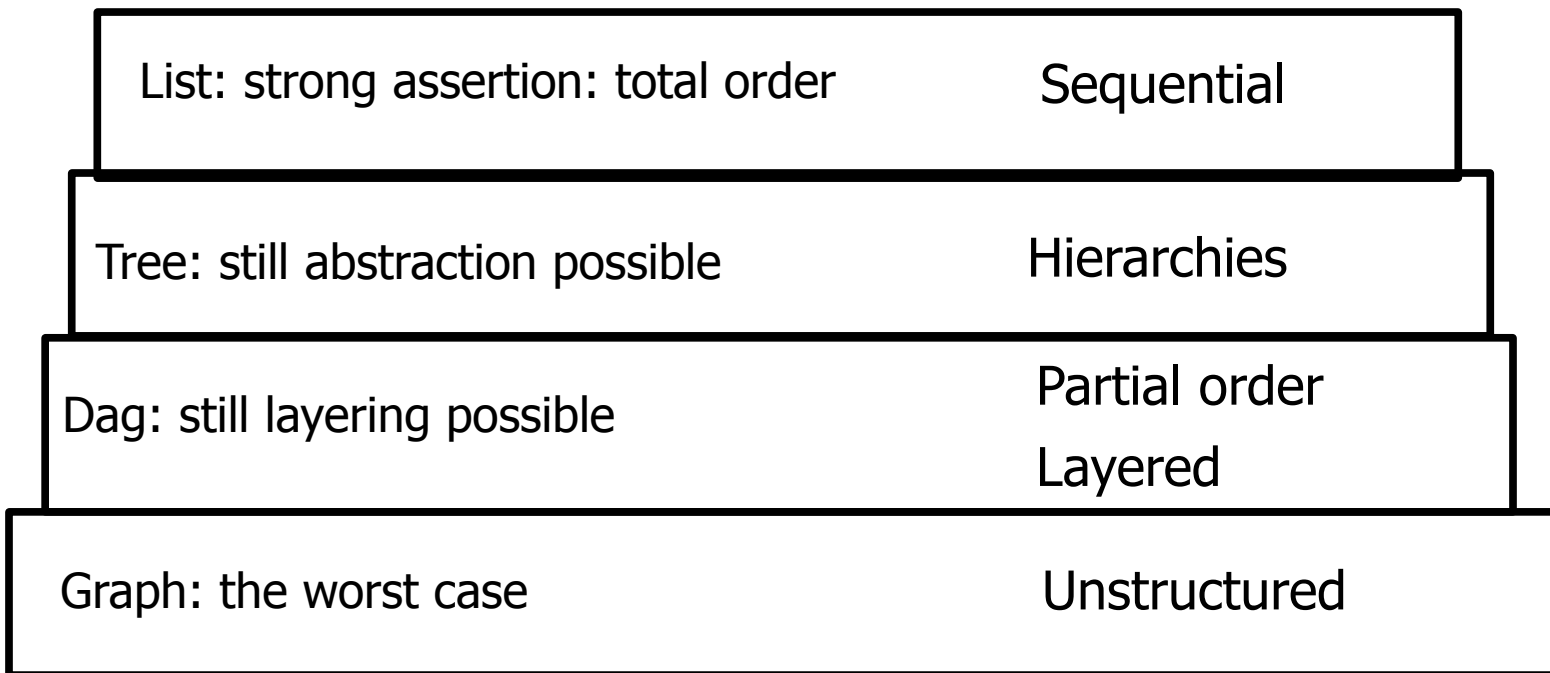 List: strong assertion: total order Sequential
Tree: still abstraction possible Hierarchies
Dag: still layering possible Partial order
Layered
Graph: the worst case Unstructured